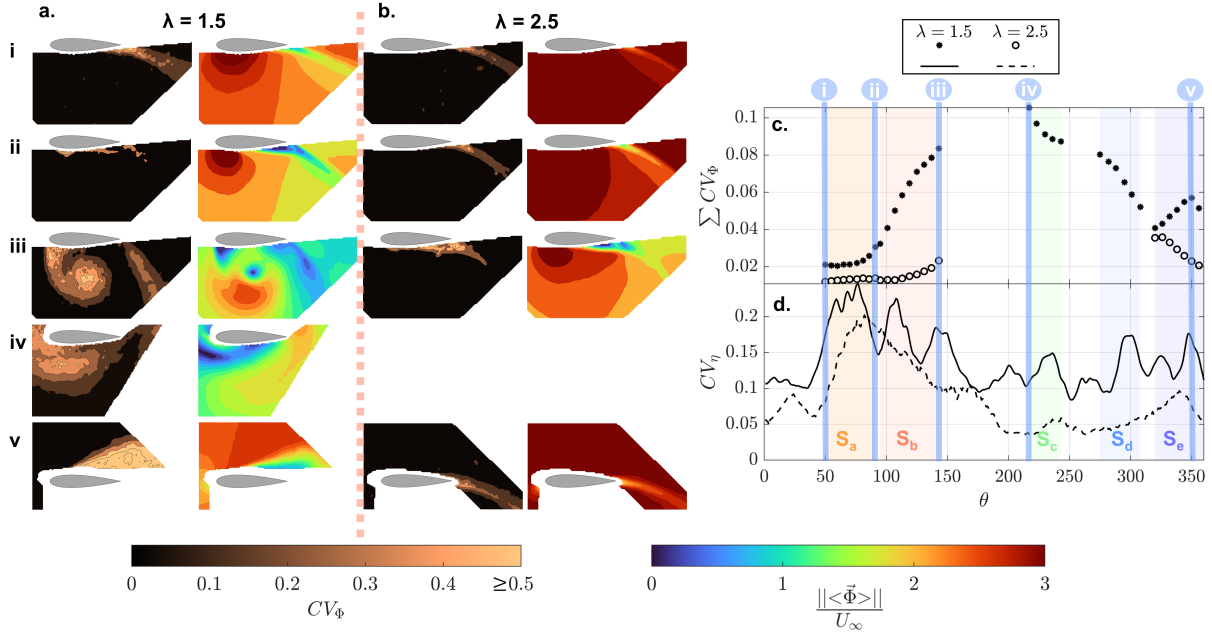 a.
b.
λ = 1.5
λ = 2.5
i
ii
iii
iv
v
0
0.1
0.2
0.3
0.4
≥0.5
CV_Φ
λ = 1.5
λ = 2.5
i
ii
iii
iv
v
c.
0.1
0.08
0.06
0.04
0.02
∑ CV_Φ
d.
0.2
0.15
0.1
0.05
0
CV_η
S_a
S_b
S_c
S_d
S_e
0
50
100
150
200
250
300
350
θ
0
1
2
3
||<Φ⃗>||
U_∞